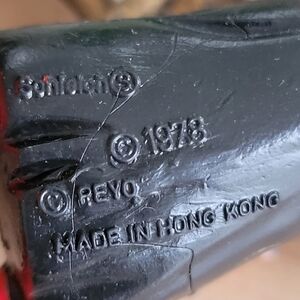 Schleich Ⓢ
© 1978
© PEYO
MADE IN HONG KONG